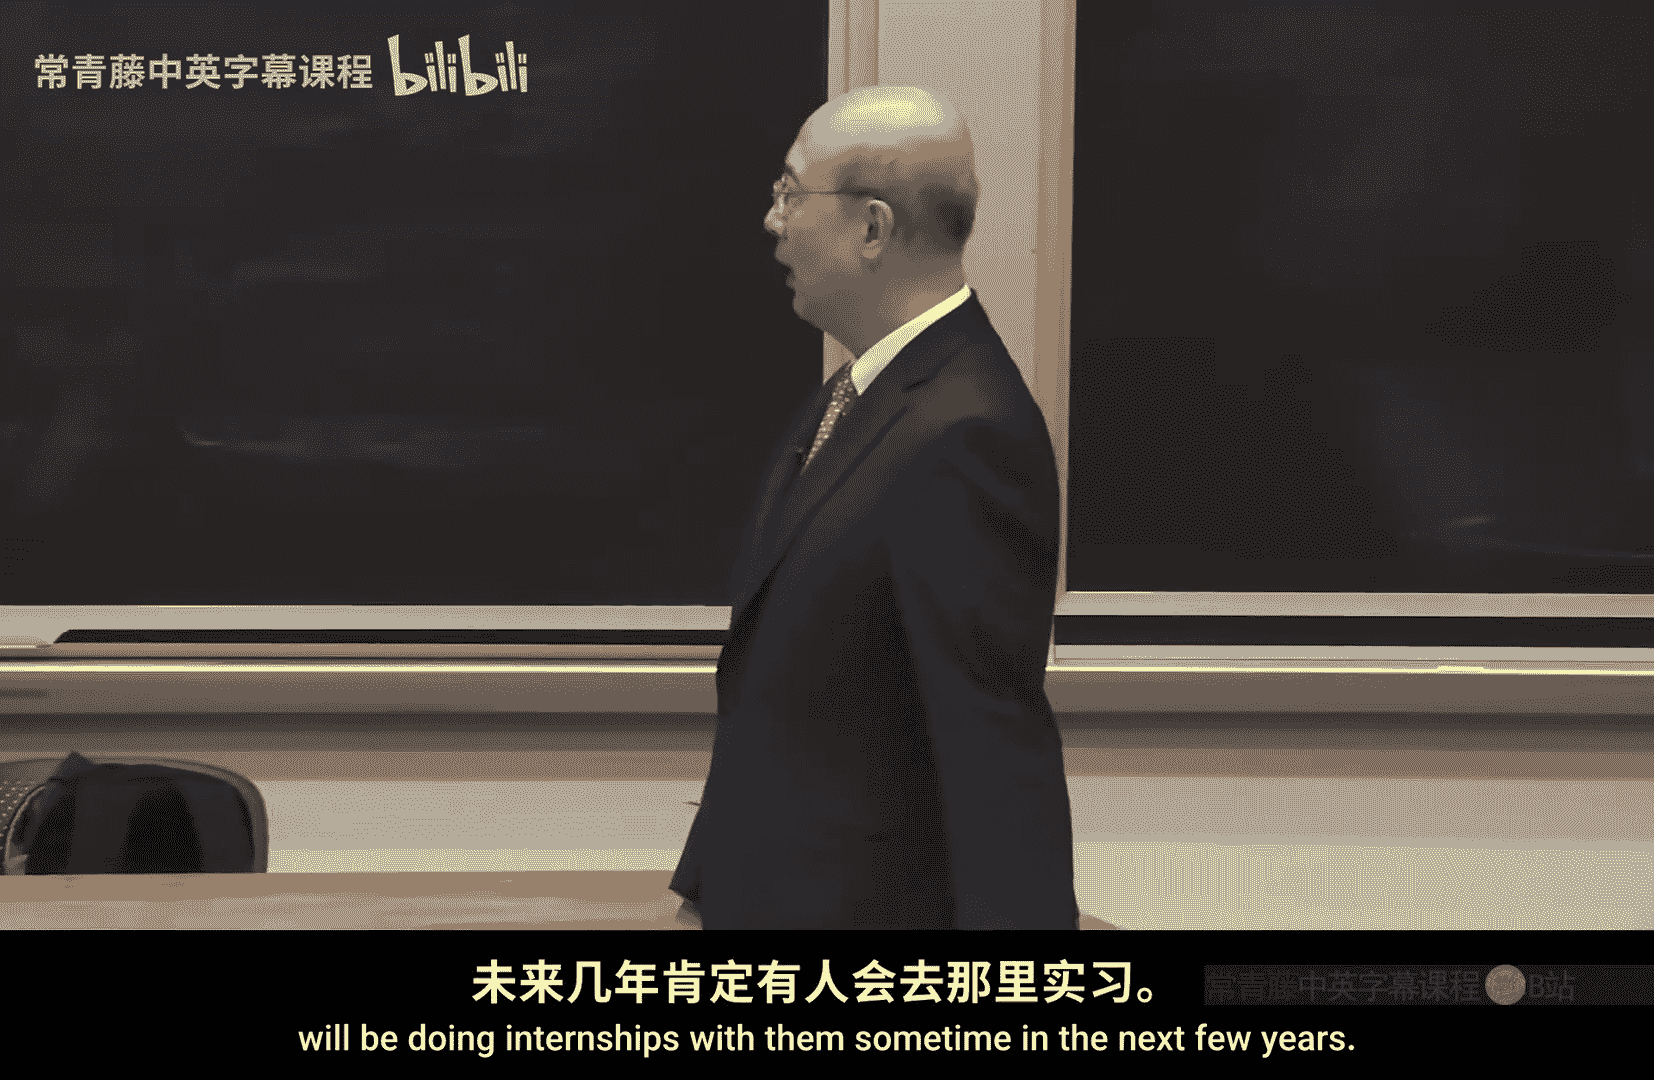 常青藤中英字幕课程 bilibili
未来几年肯定有人会去那里实习。
常青藤中英字幕课程 B站
will be doing internships with them sometime in the next few years.